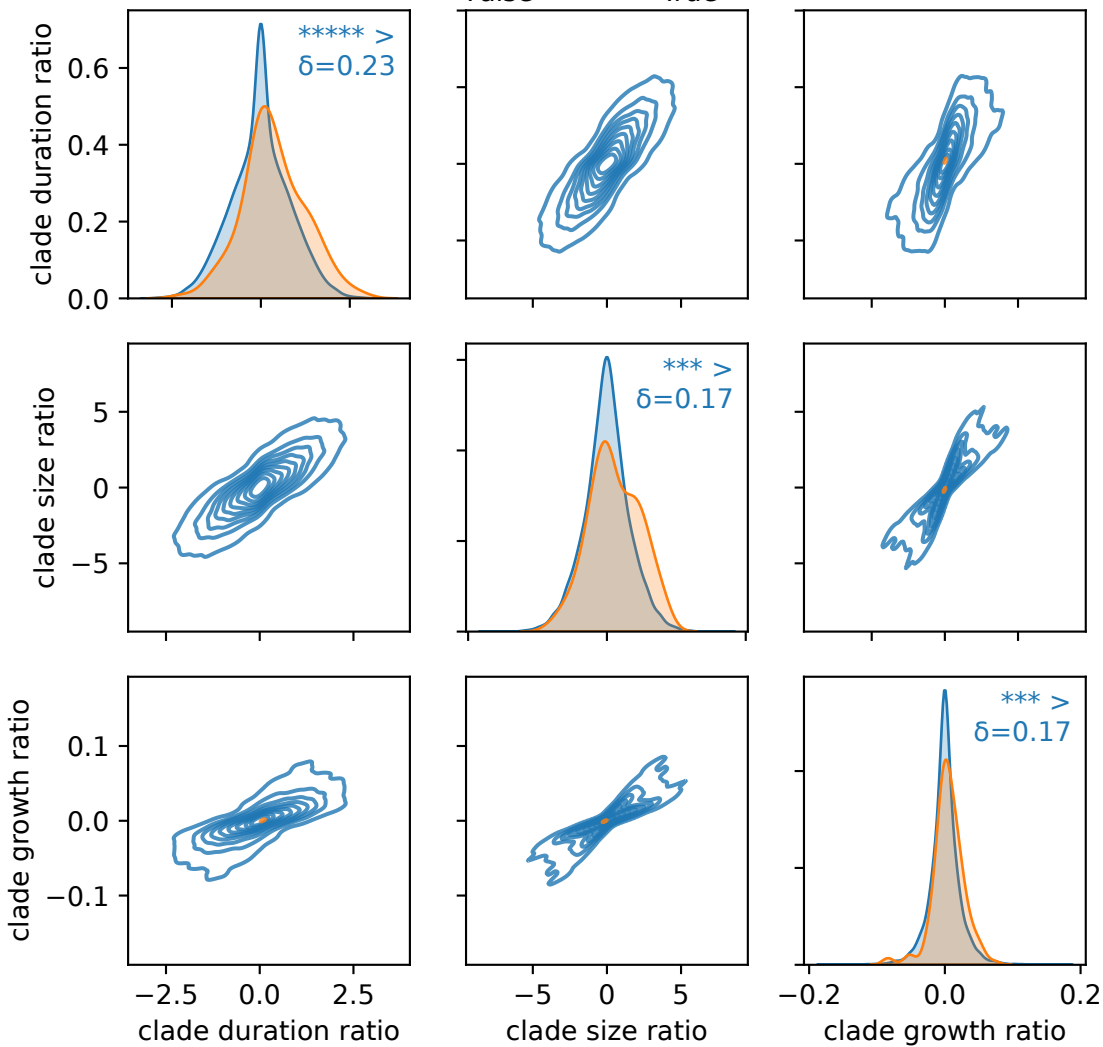 ***** >
δ=0.23
clade duration ratio
0.6
0.4
0.2
0.0
*** >
δ=0.17
clade size ratio
5
0
−5
*** >
δ=0.17
clade growth ratio
0.1
0.0
−0.1
−2.5 0.0 2.5
−5 0 5
−0.2 0.0 0.2
clade duration ratio
clade size ratio
clade growth ratio